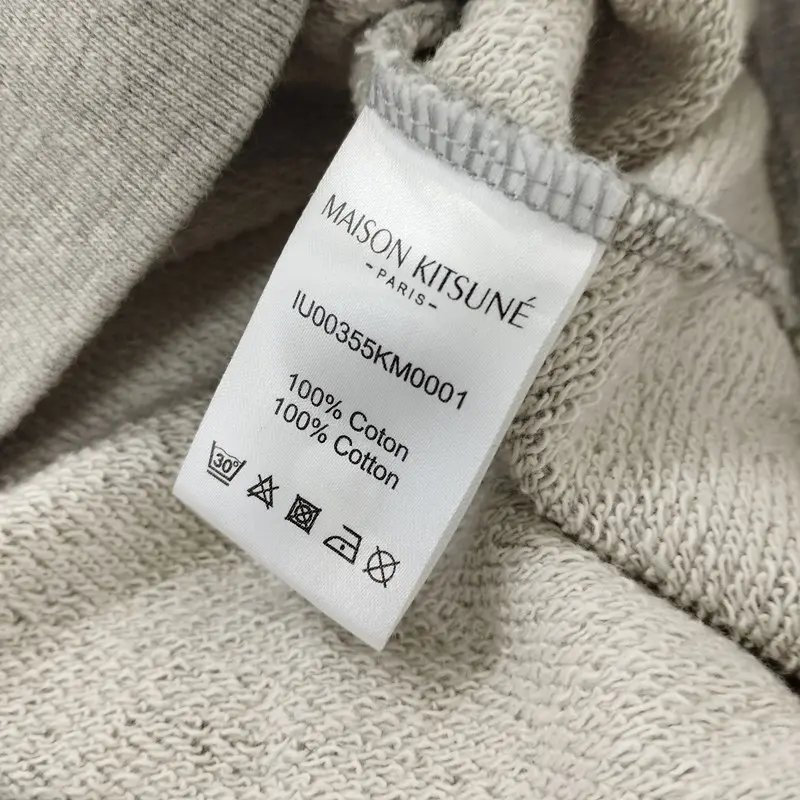 MAISON KITSUNÉ
-PARIS-
IU00355KM0001
100% Coton
100% Cotton
30°